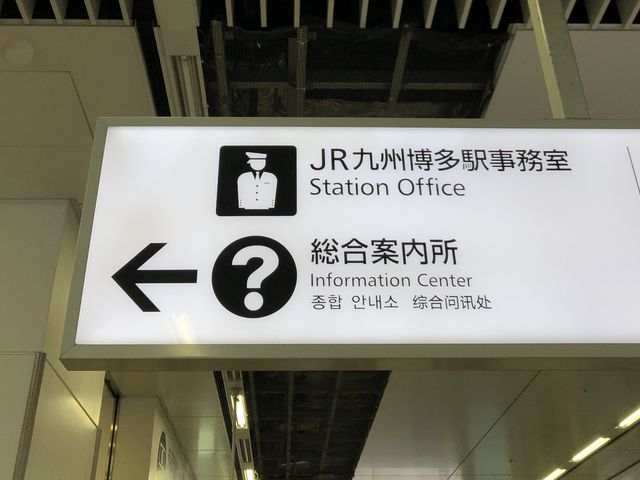 JR九州博多駅事務室
Station Office
総合案内所
Information Center
종합 안내소 综合问讯处